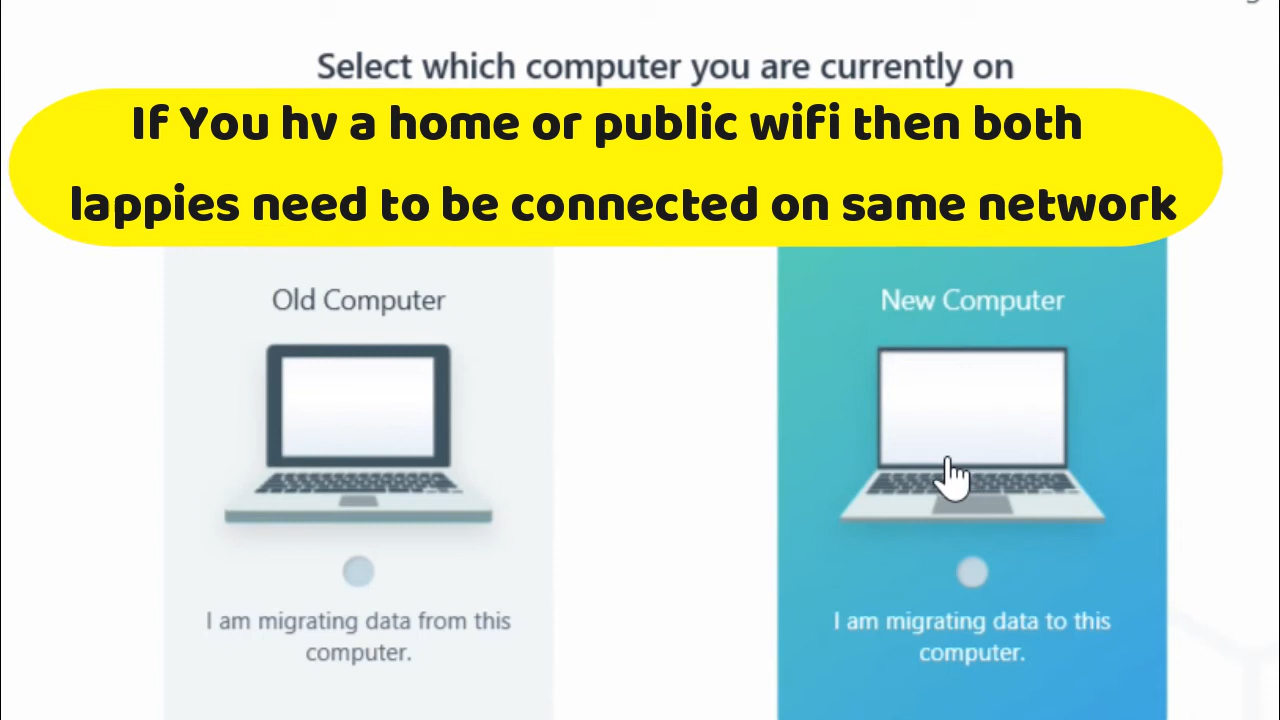 Select which computer you are currently on
If You hv a home or public wifi then both
lappies need to be connected on same network
Old Computer
New Computer
I am migrating data from this
computer.
I am migrating data to this
computer.